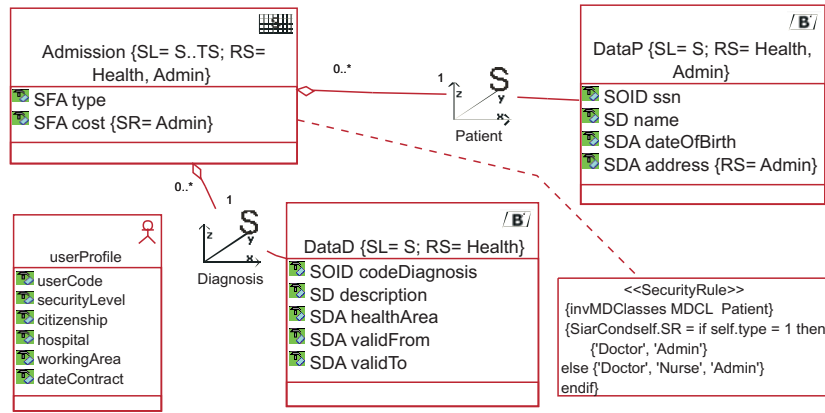 S
Admission {SL= S..TS; RS=
Health, Admin}
SFA type
SFA cost {SR= Admin}
0..*
1
S
z
y
x
Patient
B
DataP {SL= S; RS= Health,
Admin}
SOID ssn
SD name
SDA dateOfBirth
SDA address {RS= Admin}
0..*
1
S
z
y
x
Diagnosis
userProfile
userCode
securityLevel
citizenship
hospital
workingArea
dateContract
B
DataD {SL= S; RS= Health}
SOID codeDiagnosis
SD description
SDA healthArea
SDA validFrom
SDA validTo
<<SecurityRule>>
{invMDClasses MDCL Patient}
{SiarCondself.SR = if self.type = 1 then
{'Doctor', 'Admin'}
else {'Doctor', 'Nurse', 'Admin'}
endif}